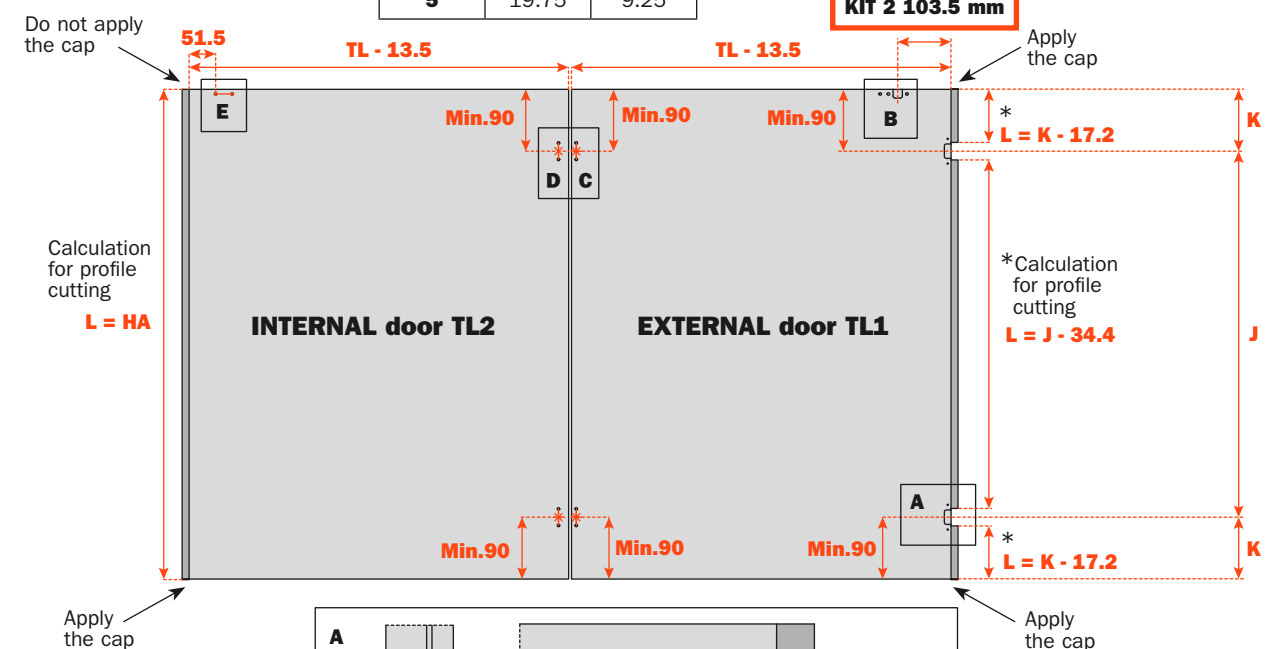 5 19.75 9.25
KIT 2 103.5 mm
Do not apply
the cap
51.5
TL - 13.5
TL - 13.5
Apply
the cap
E
Min.90
Min.90
Min.90
B
*
L = K - 17.2
K
D C
Calculation
for profile
cutting
L = HA
INTERNAL door TL2
EXTERNAL door TL1
*Calculation
for profile
cutting
L = J - 34.4
J
A
Min.90
Min.90
Min.90
*
L = K - 17.2
K
Apply
the cap
Apply
the cap
A